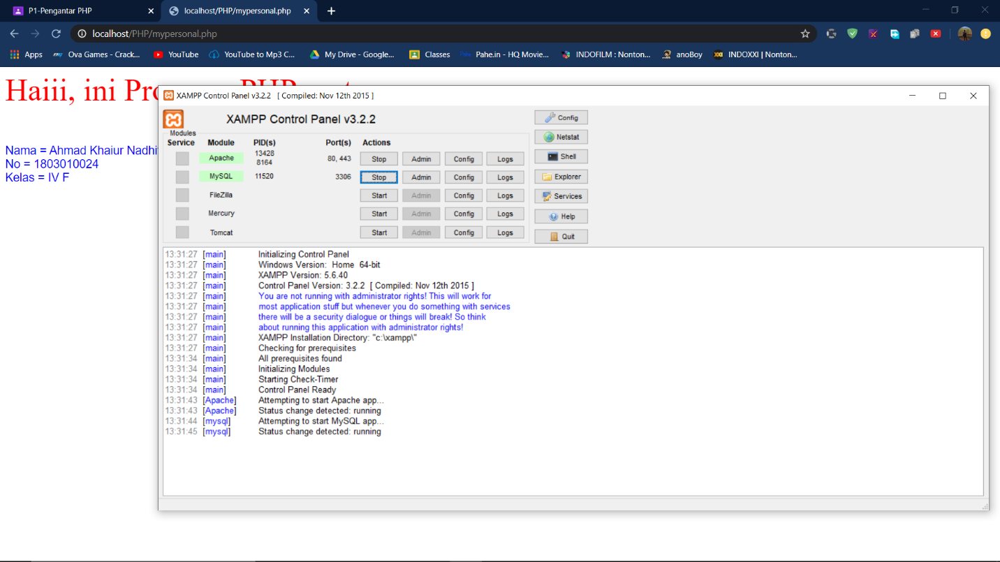 P1-Pengantar PHP
localhost/PHP/mypersonal.php
localhost/PHP/mypersonal.php
Apps Ova Games - Crack... YouTube YouTube to Mp3 C... My Drive - Google... Classes Pahe.in - HQ Movie... INDOFILM : Nonton... anoBoy INDOXXI | Nonton...
Haiii, ini
Nama = Ahmad Khaiur
No = 1803010024
Kelas = IV F
XAMPP Control Panel v3.2.2 [ Compiled: Nov 12th 2015 ]
XAMPP Control Panel v3.2.2
Modules
Service Module PID(s) Port(s) Actions
Apache 13428 8164 80, 443 Stop Admin Config Logs
MySQL 11520 3306 Stop Admin Config Logs
FileZilla Start Admin Config Logs
Mercury Start Admin Config Logs
Tomcat Start Admin Config Logs
Config
Netstat
Shell
Explorer
Services
Help
Quit
13:31:27 [main] Initializing Control Panel
13:31:27 [main] Windows Version: Home 64-bit
13:31:27 [main] XAMPP Version: 5.6.40
13:31:27 [main] Control Panel Version: 3.2.2 [ Compiled: Nov 12th 2015 ]
13:31:27 [main] You are not running with administrator rights! This will work for
13:31:27 [main] most application stuff but whenever you do something with services
13:31:27 [main] there will be a security dialogue or things will break! So think
13:31:27 [main] about running this application with administrator rights!
13:31:27 [main] XAMPP Installation Directory: "c:\xampp\"
13:31:27 [main] Checking for prerequisites
13:31:34 [main] All prerequisites found
13:31:34 [main] Initializing Modules
13:31:34 [main] Starting Check-Timer
13:31:34 [main] Control Panel Ready
13:31:43 [Apache] Attempting to start Apache app...
13:31:43 [Apache] Status change detected: running
13:31:44 [mysql] Attempting to start MySQL app...
13:31:45 [mysql] Status change detected: running